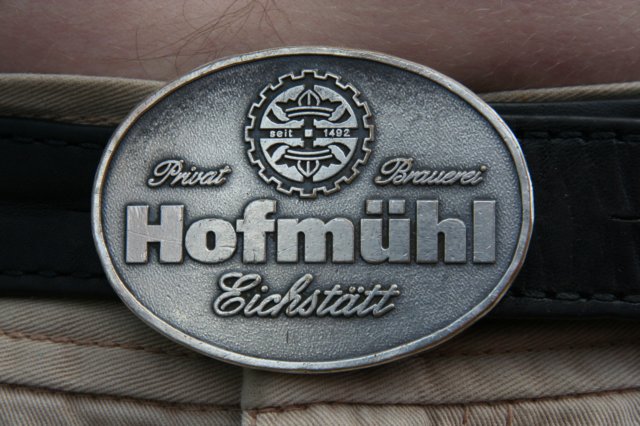 seit 1492
Privat Brauerei
Hofmühl
Eichstätt